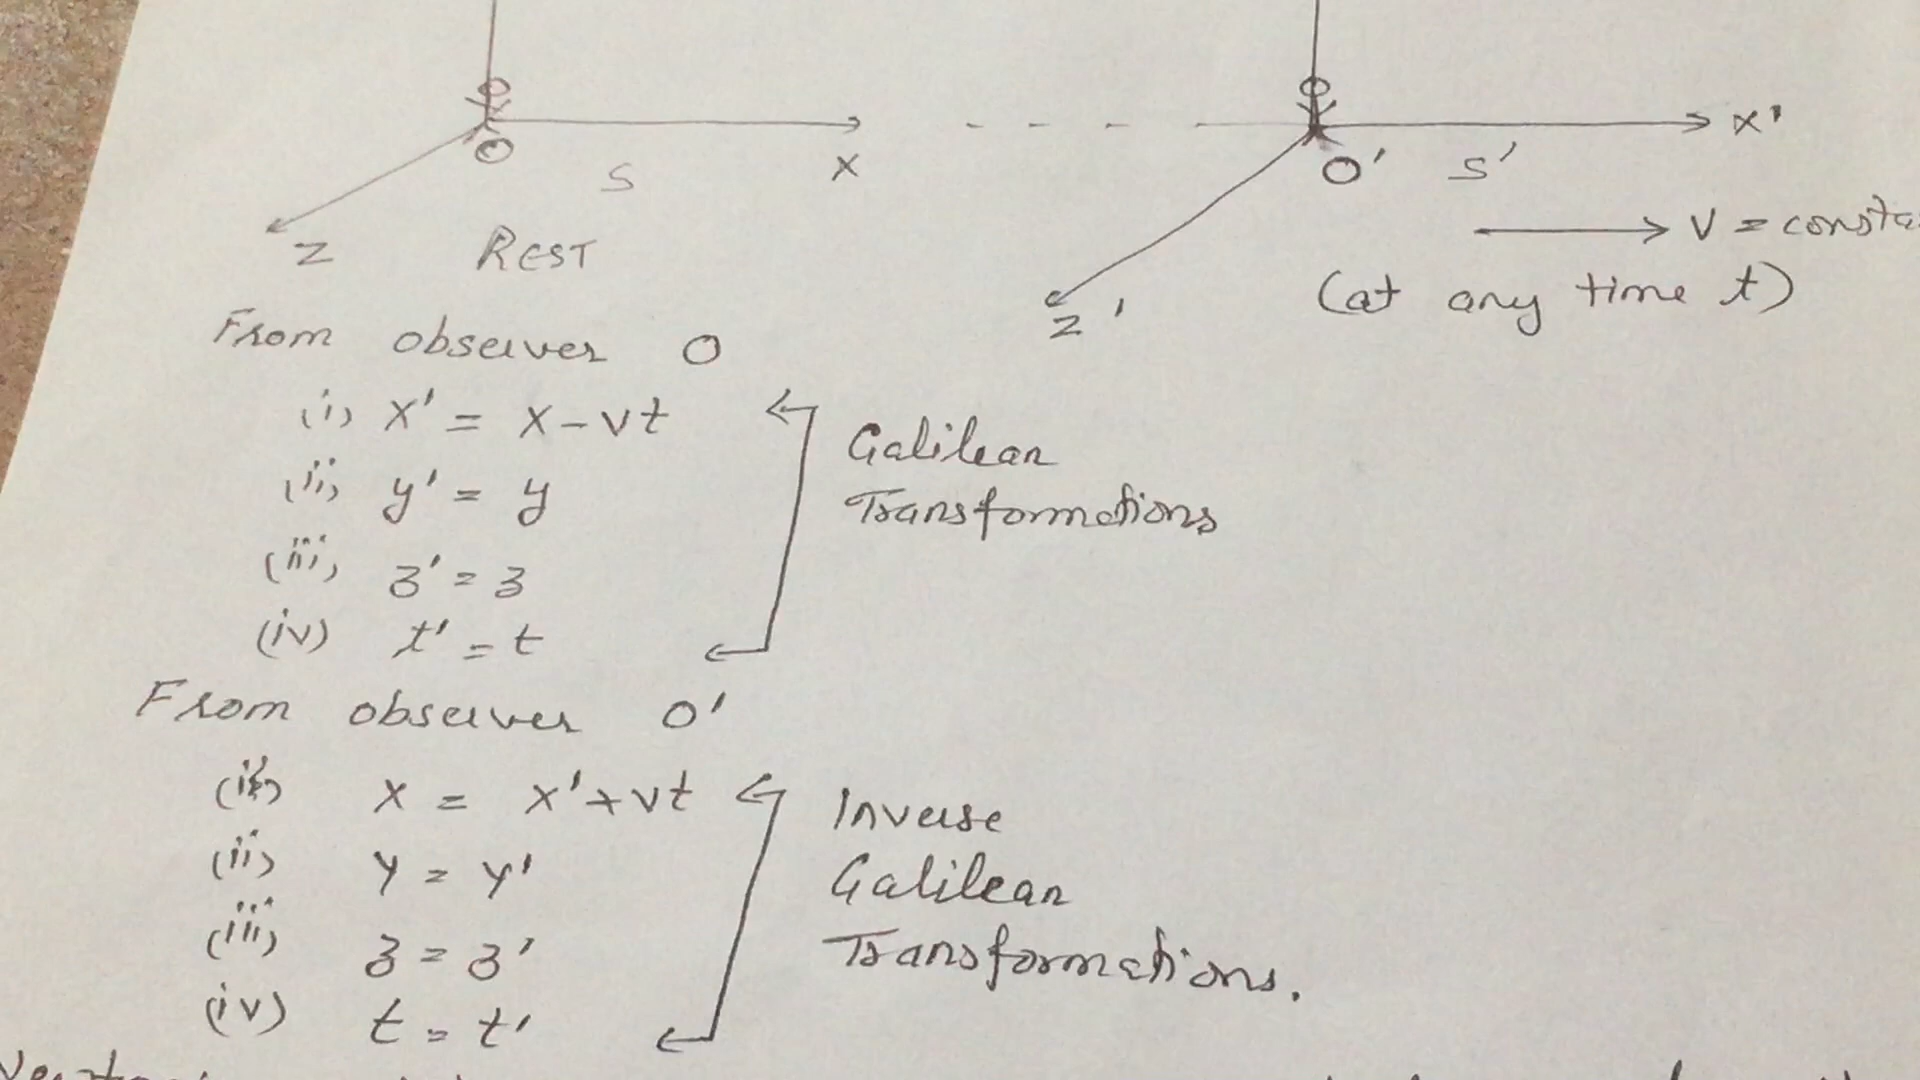 X X'
O S O' S'
Z REST → V = consta
Z' (at any time t)
From observer O
(i) X' = X - vt
(ii) y' = y
(iii) z' = z
(iv) t' = t
Galilean
Transformations
From observer O'
(i) X = X' + vt
(ii) Y = Y'
(iii) z = z'
(iv) t = t'
Inverse
Galilean
Transformations.